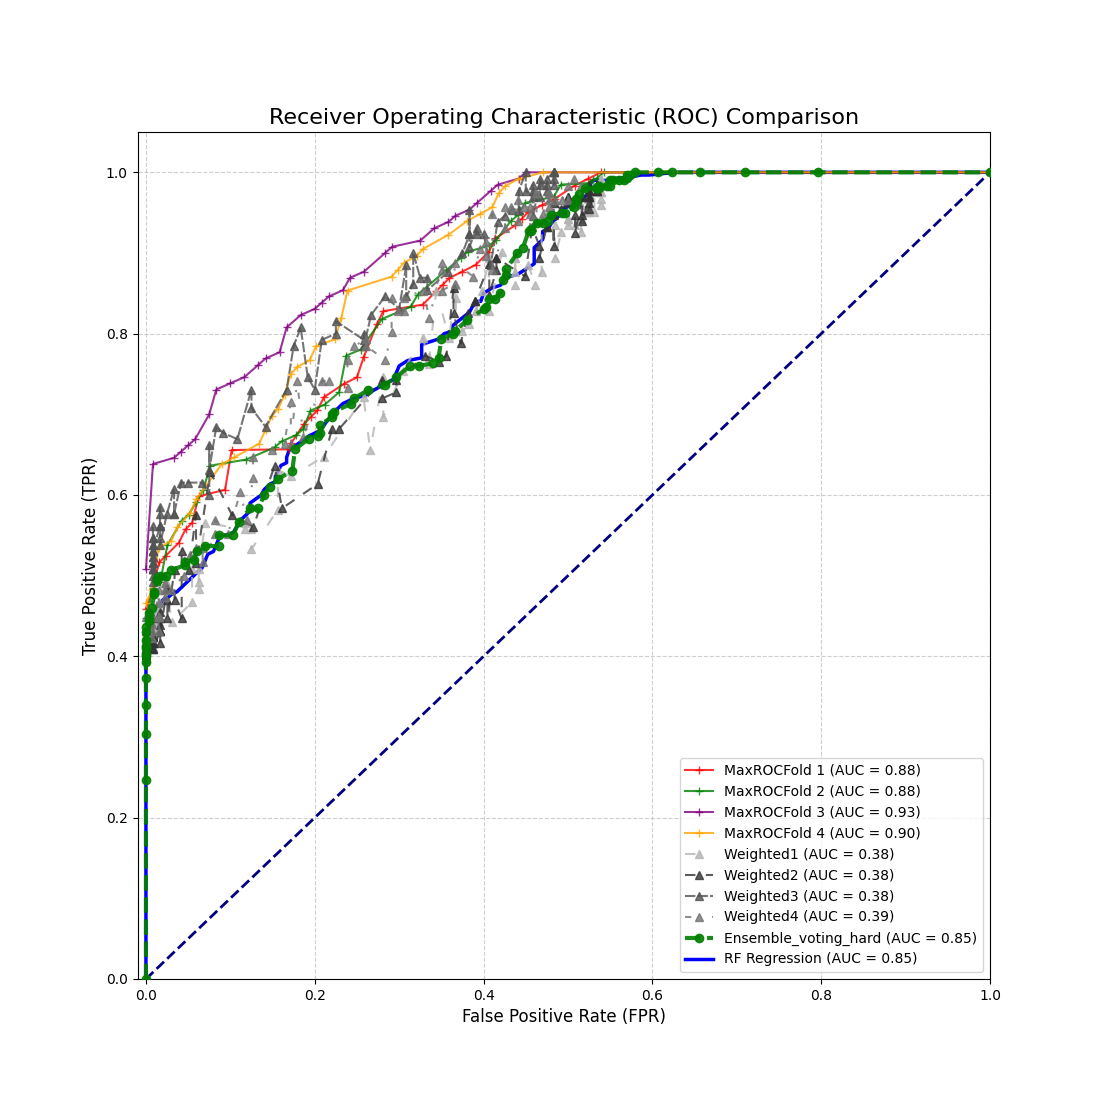 Receiver Operating Characteristic (ROC) Comparison
True Positive Rate (TPR)
1.0
0.8
0.6
0.4
0.2
0.0
0.0
0.2
0.4
0.6
0.8
1.0
False Positive Rate (FPR)
MaxROCFold 1 (AUC = 0.88)
MaxROCFold 2 (AUC = 0.88)
MaxROCFold 3 (AUC = 0.93)
MaxROCFold 4 (AUC = 0.90)
Weighted1 (AUC = 0.38)
Weighted2 (AUC = 0.38)
Weighted3 (AUC = 0.38)
Weighted4 (AUC = 0.39)
Ensemble_voting_hard (AUC = 0.85)
RF Regression (AUC = 0.85)